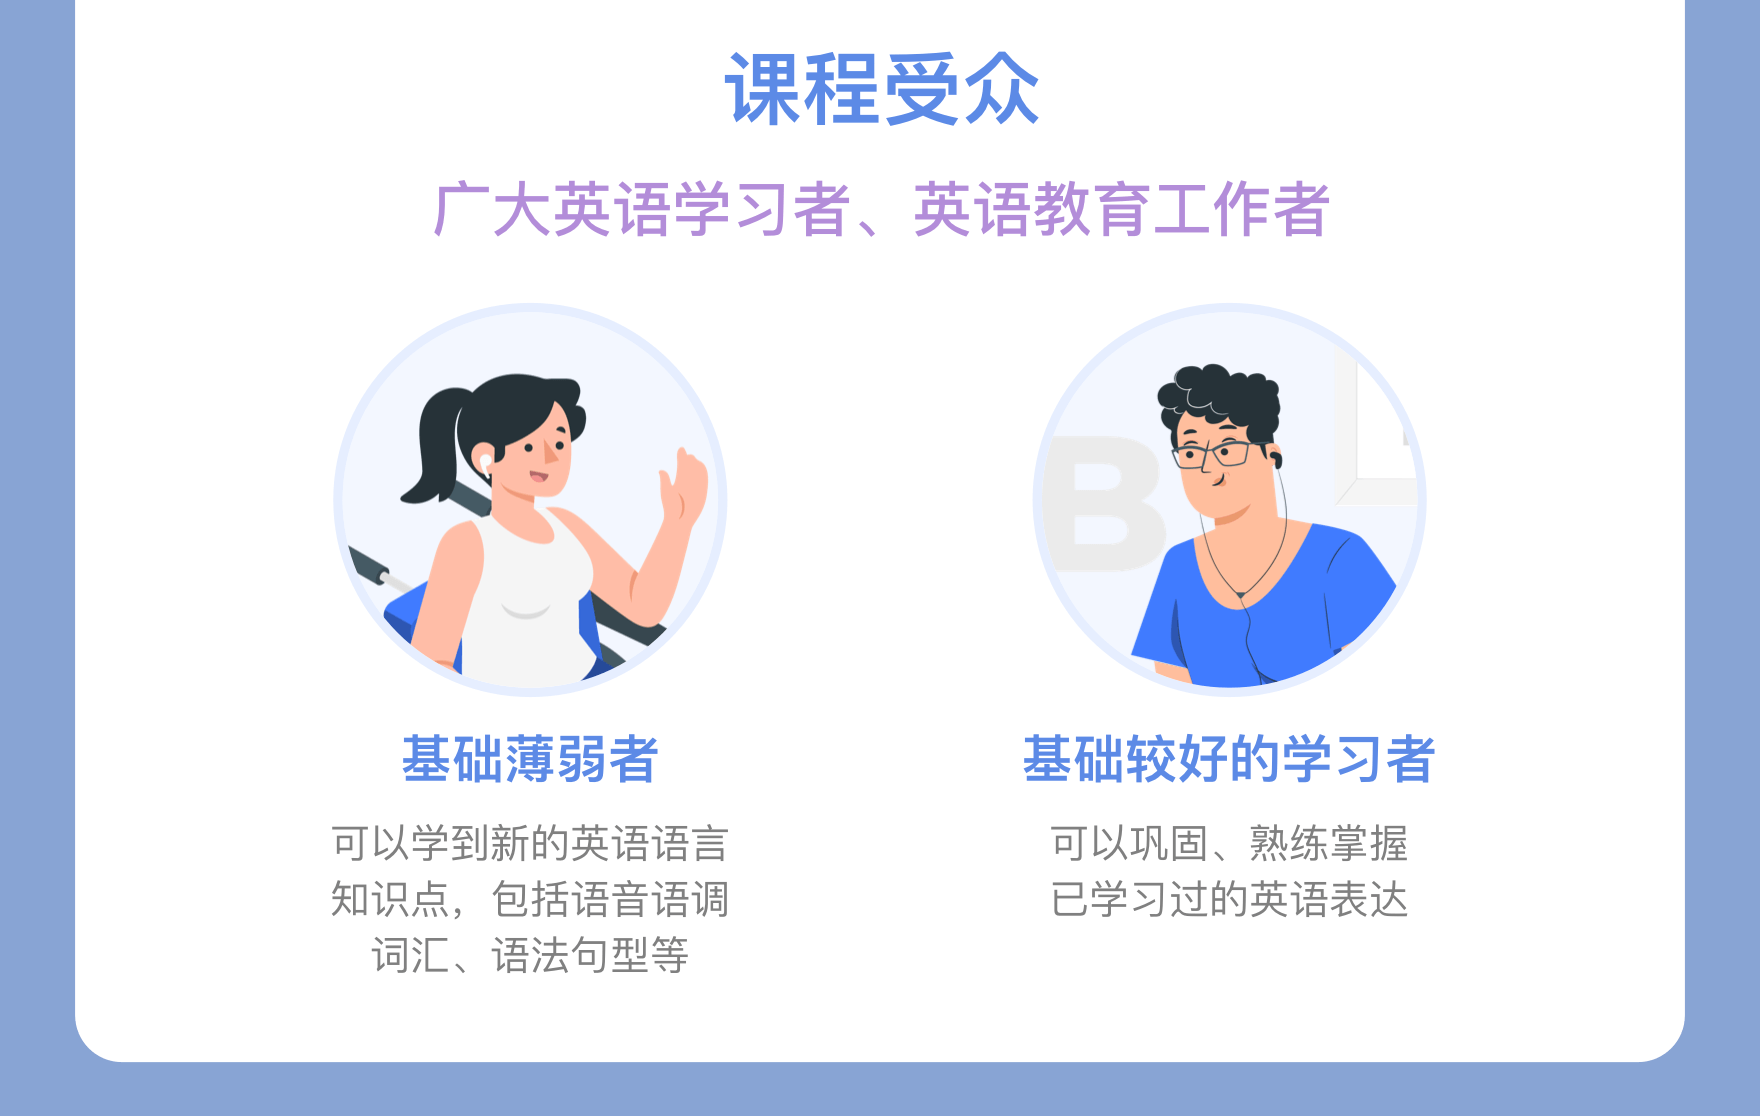 课程受众
广大英语学习者、英语教育工作者
B
基础薄弱者
可以学到新的英语语言
知识点，包括语音语调
词汇、语法句型等
基础较好的学习者
可以巩固、熟练掌握
已学习过的英语表达